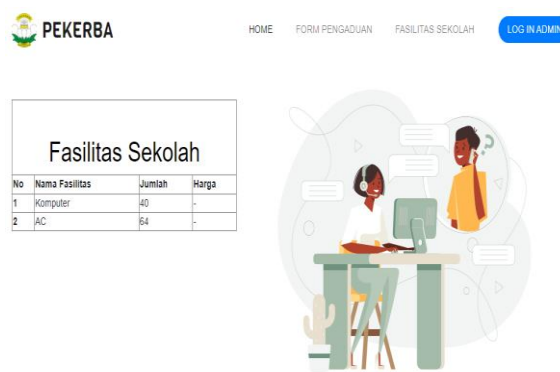 PEKERBA
HOME FORM PENGADUAN FASILITAS SEKOLAH LOG IN ADMIN
Fasilitas Sekolah
No Nama Fasilitas Jumlah Harga
1 Komputer 40 -
2 AC 64 -
?